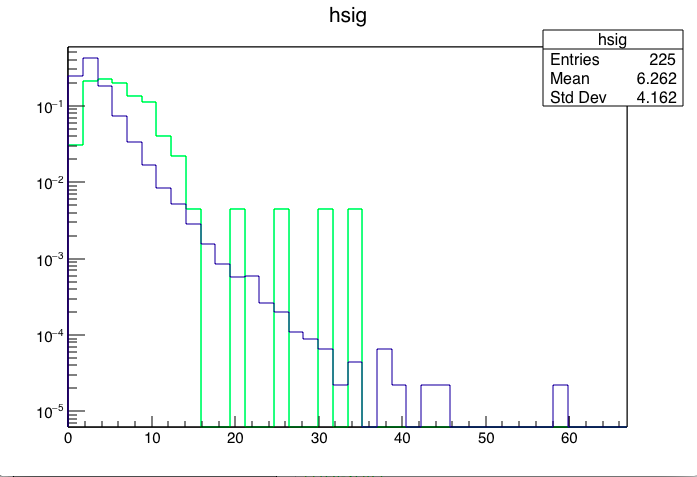 hsig
hsig
Entries 225
Mean 6.262
Std Dev 4.162
10⁻¹
10⁻²
10⁻³
10⁻⁴
10⁻⁵
0 10 20 30 40 50 60